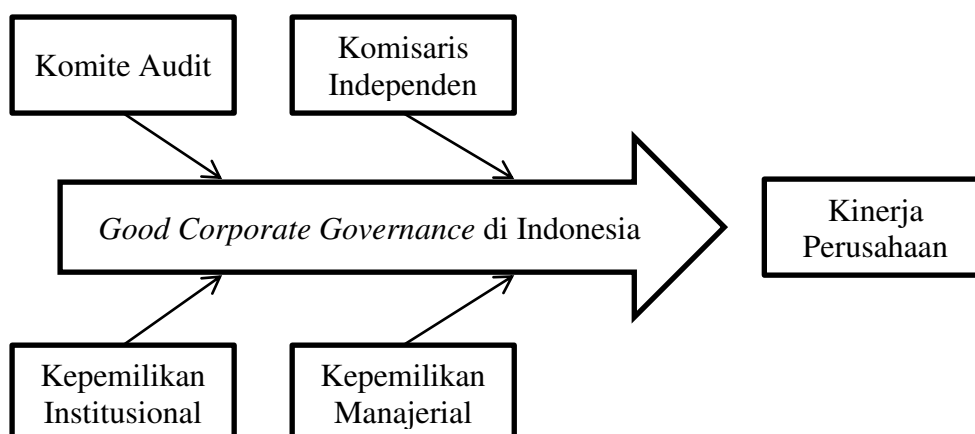 Komite Audit
Komisaris
Independen
Good Corporate Governance di Indonesia
Kinerja
Perusahaan
Kepemilikan
Institusional
Kepemilikan
Manajerial